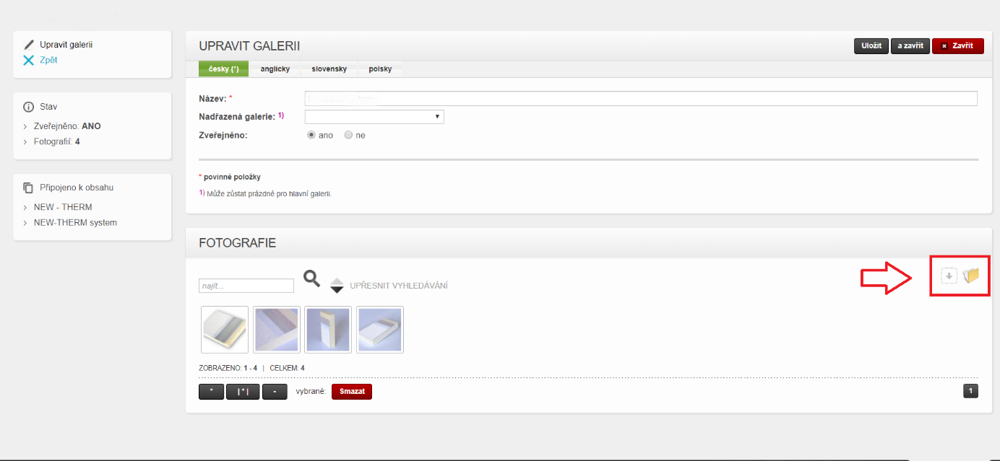 Upravit galerii
Zpět
Stav
Zveřejněno: ANO
Fotografií: 4
Připojeno k obsahu
NEW - THERM
NEW-THERM system
UPRAVIT GALERII
Uložit a zavřít Zavřít
česky (*) anglicky slovensky polsky
Název: *
Nadřazená galerie: 1)
Zveřejněno: ano ne
* povinné položky
1) Může zůstat prázdné pro hlavní galerii.
FOTOGRAFIE
najít...
UPŘESNIT VYHLEDÁVÁNÍ
ZOBRAZENO: 1 - 4 | CELKEM: 4
* |*| - vybrané: Smazat 1